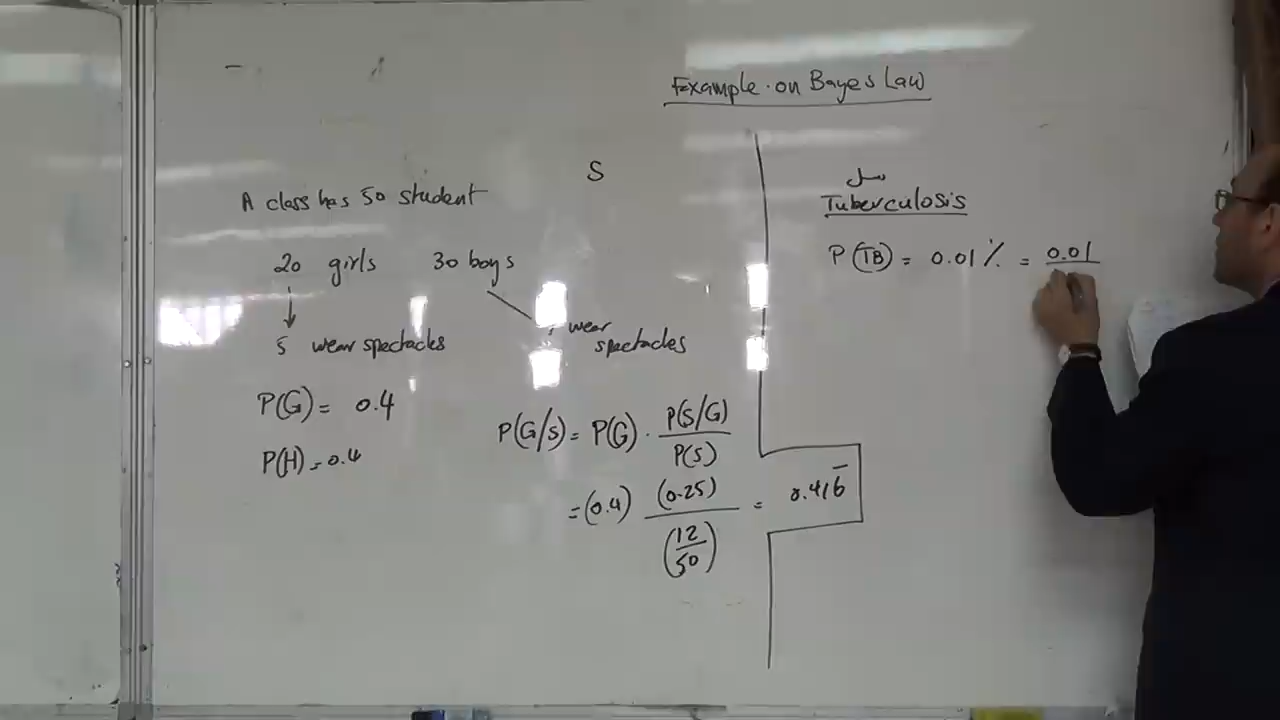 Example on Bayes Law
S
A class has 50 student
20 girls 30 boys
5 wear spectacles
wear spectacles
P(G) = 0.4
P(H) = 0.4
P(G/S) = P(G) · P(S/G) / P(S)
= (0.4) (0.25) / (12/50) = 0.416̅
سل
Tuberculosis
P(TB) = 0.01% = 0.01